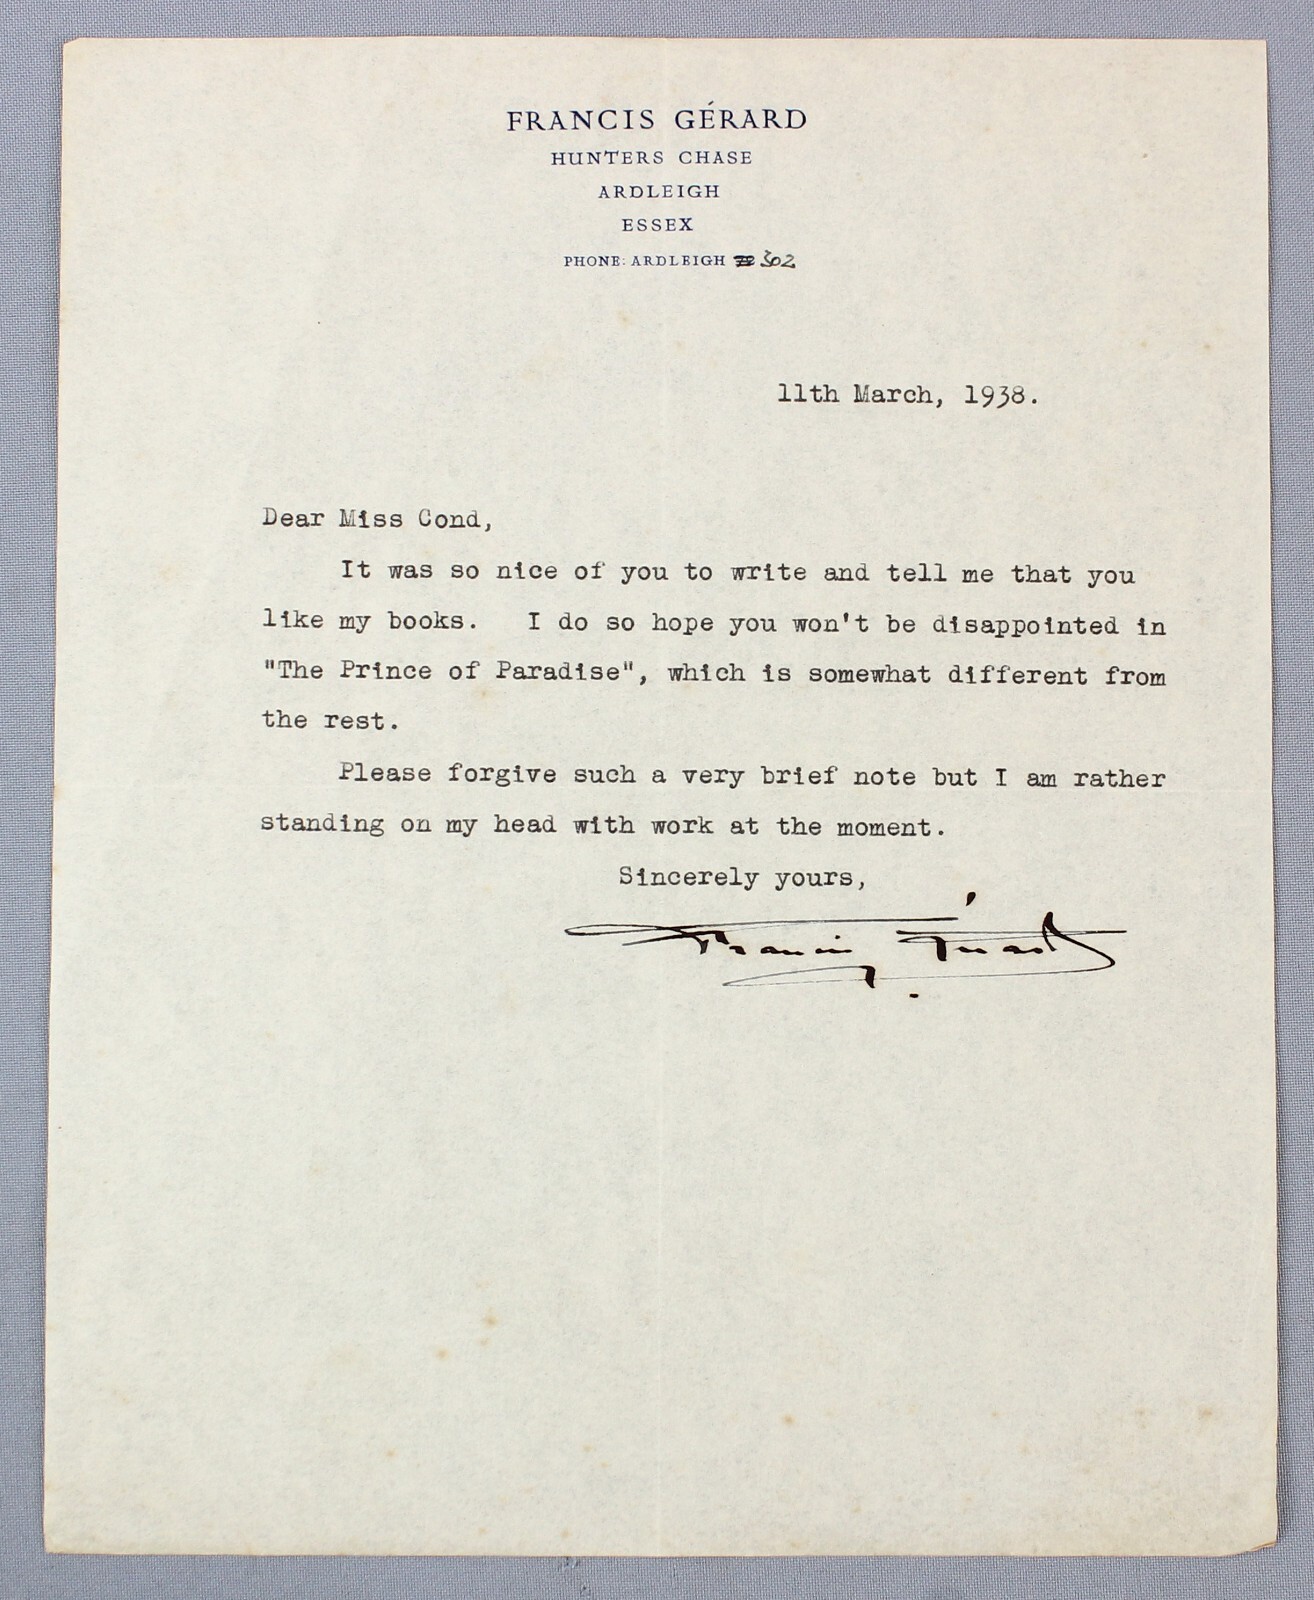 FRANCIS GÉRARD
HUNTERS CHASE
ARDLEIGH
ESSEX
PHONE: ARDLEIGH 302
11th March, 1938.
Dear Miss Cond,
It was so nice of you to write and tell me that you
like my books. I do so hope you won't be disappointed in
"The Prince of Paradise", which is somewhat different from
the rest.
Please forgive such a very brief note but I am rather
standing on my head with work at the moment.
Sincerely yours,
Francis Gérard